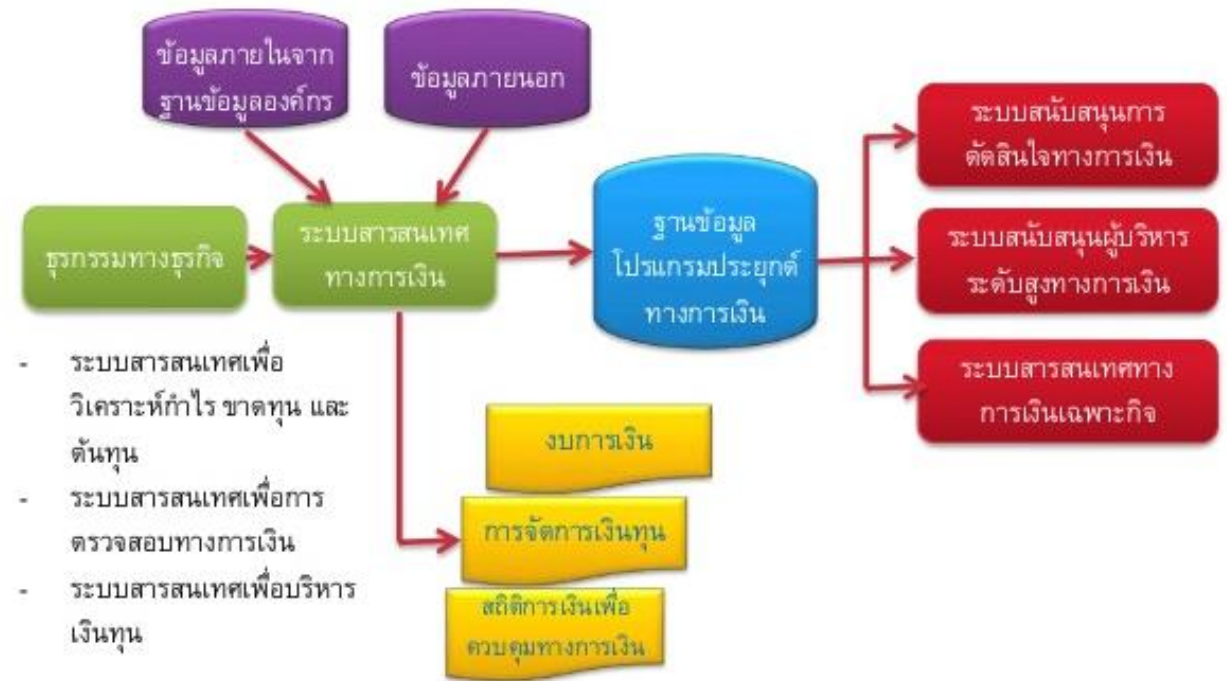 ข้อมูลภายในจาก
ฐานข้อมูลองค์กร
ข้อมูลภายนอก
ธุรกรรมทางธุรกิจ
ระบบสารสนเทศ
ทางการเงิน
ฐานข้อมูล
โปรแกรมประยุกต์
ทางการเงิน
ระบบสนับสนุนการ
ตัดสินใจทางการเงิน
ระบบสนับสนุนผู้บริหาร
ระดับสูงทางการเงิน
ระบบสารสนเทศทาง
การเงินเฉพาะกิจ
- ระบบสารสนเทศเพื่อ
วิเคราะห์กำไร ขาดทุน และ
ต้นทุน
- ระบบสารสนเทศเพื่อการ
ตรวจสอบทางการเงิน
- ระบบสารสนเทศเพื่อบริหาร
เงินทุน
งบการเงิน
การจัดการเงินทุน
สถิติการเงินเพื่อ
ควบคุมทางการเงิน